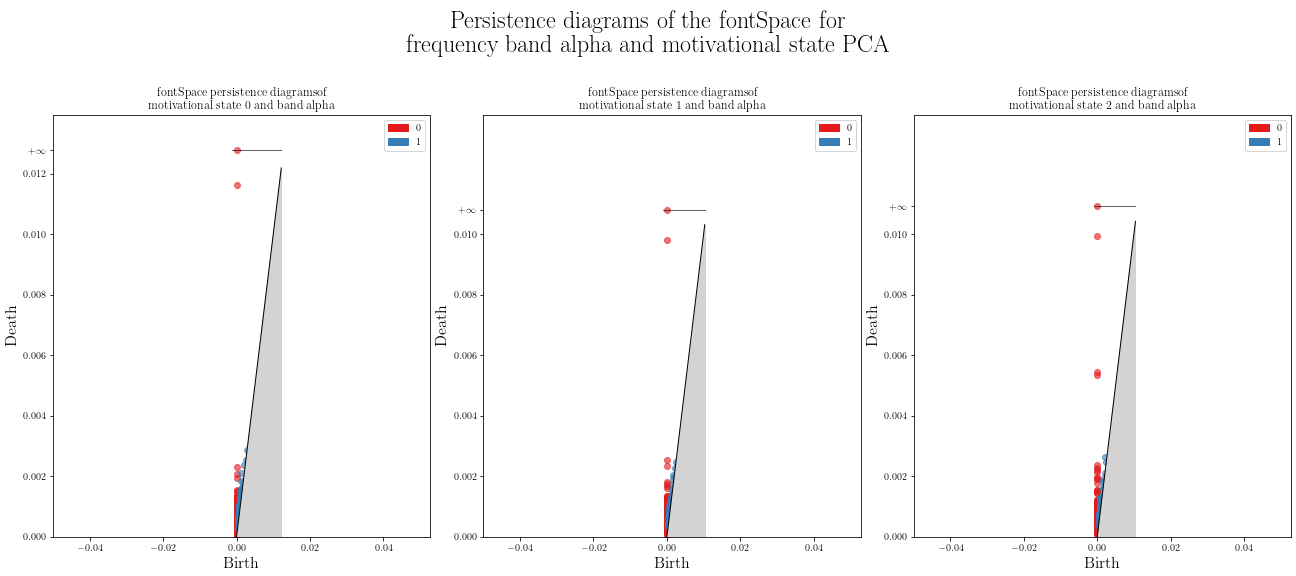 Persistence diagrams of the fontSpace for
frequency band alpha and motivational state PCA
fontSpace persistence diagramsof
motivational state 0 and band alpha
0
1
+∞
0.012
0.010
0.008
0.006
0.004
0.002
0.000
Death
−0.04 −0.02 0.00 0.02 0.04
Birth
fontSpace persistence diagramsof
motivational state 1 and band alpha
0
1
+∞
0.010
0.008
0.006
0.004
0.002
0.000
Death
−0.04 −0.02 0.00 0.02 0.04
Birth
fontSpace persistence diagramsof
motivational state 2 and band alpha
0
1
+∞
0.010
0.008
0.006
0.004
0.002
0.000
Death
−0.04 −0.02 0.00 0.02 0.04
Birth